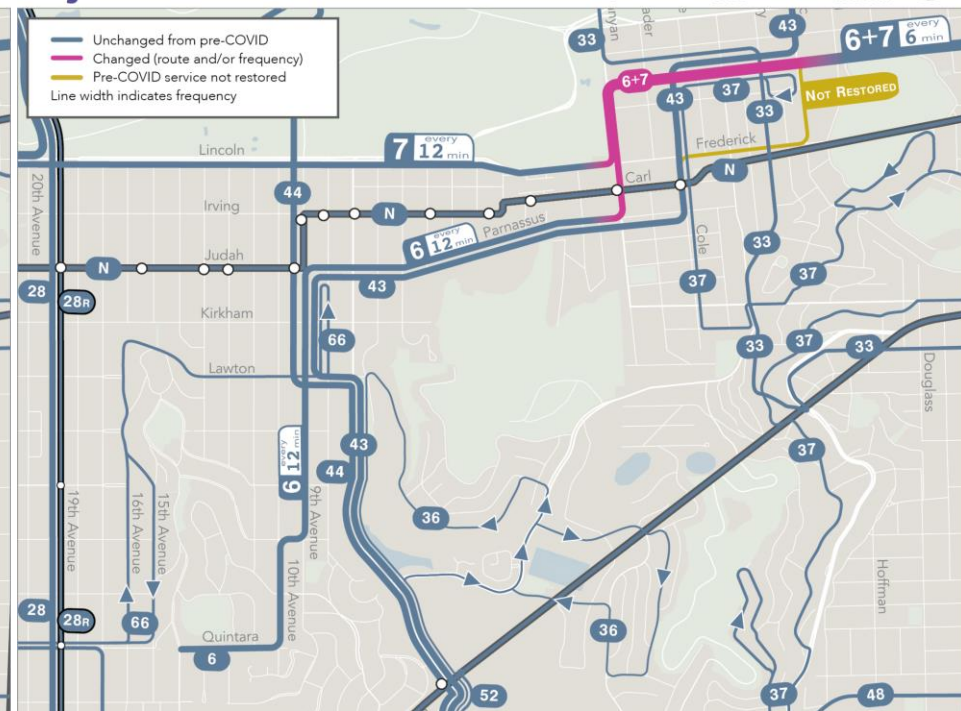 Unchanged from pre-COVID
Changed (route and/or frequency)
Pre-COVID service not restored
Line width indicates frequency
33
43
6+7 every 6 min
6+7
43
37
33
NOT RESTORED
Frederick
Lincoln
7 every 12 min
N
Carl
20th Avenue
44
Irving
N
Parnassus
6 every 12 min
Cole
33
Judah
N
43
37
37
28
28R
Kirkham
66
33
37
33
Lawton
Douglass
43
44
6 every 12 min
37
9th Avenue
19th Avenue
16th Avenue
15th Avenue
36
10th Avenue
Hoffman
28
28R
66
36
Quintara
6
52
37
48